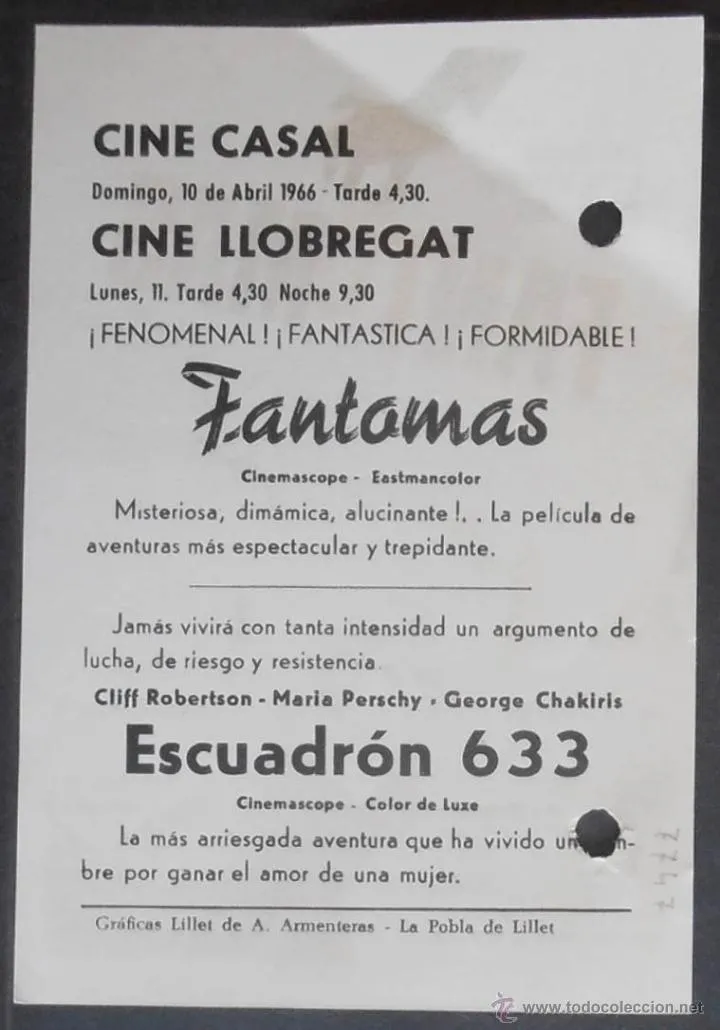 CINE CASAL
Domingo, 10 de Abril 1966 - Tarde 4,30.
CINE LLOBREGAT
Lunes, 11. Tarde 4,30 Noche 9,30
¡FENOMENAL! ¡FANTASTICA! ¡FORMIDABLE!
Fantomas
Cinemascope - Eastmancolor
Misteriosa, dimámica, alucinante!. . La película de
aventuras más espectacular y trepidante.
Jamás vivirá con tanta intensidad un argumento de
lucha, de riesgo y resistencia.
Cliff Robertson - Maria Perschy - George Chakiris
Escuadrón 633
Cinemascope - Color de Luxe
La más arriesgada aventura que ha vivido un
bre por ganar el amor de una mujer.
Gráficas Lillet de A. Armenteras - La Pobla de Lillet
www.todocoleccion.net